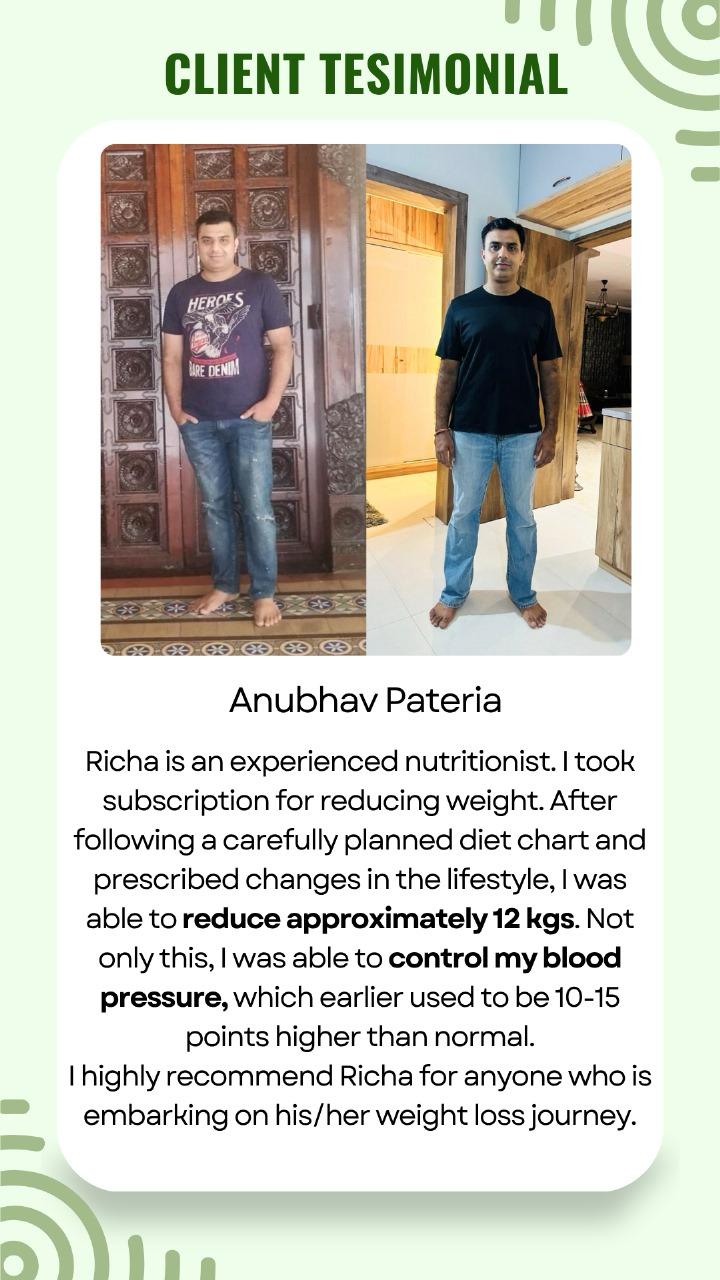 CLIENT TESIMONIAL
HEROES
BARE DENIM
Anubhav Pateria
Richa is an experienced nutritionist. I took
subscription for reducing weight. After
following a carefully planned diet chart and
prescribed changes in the lifestyle, I was
able to reduce approximately 12 kgs. Not
only this, I was able to control my blood
pressure, which earlier used to be 10-15
points higher than normal.
I highly recommend Richa for anyone who is
embarking on his/her weight loss journey.